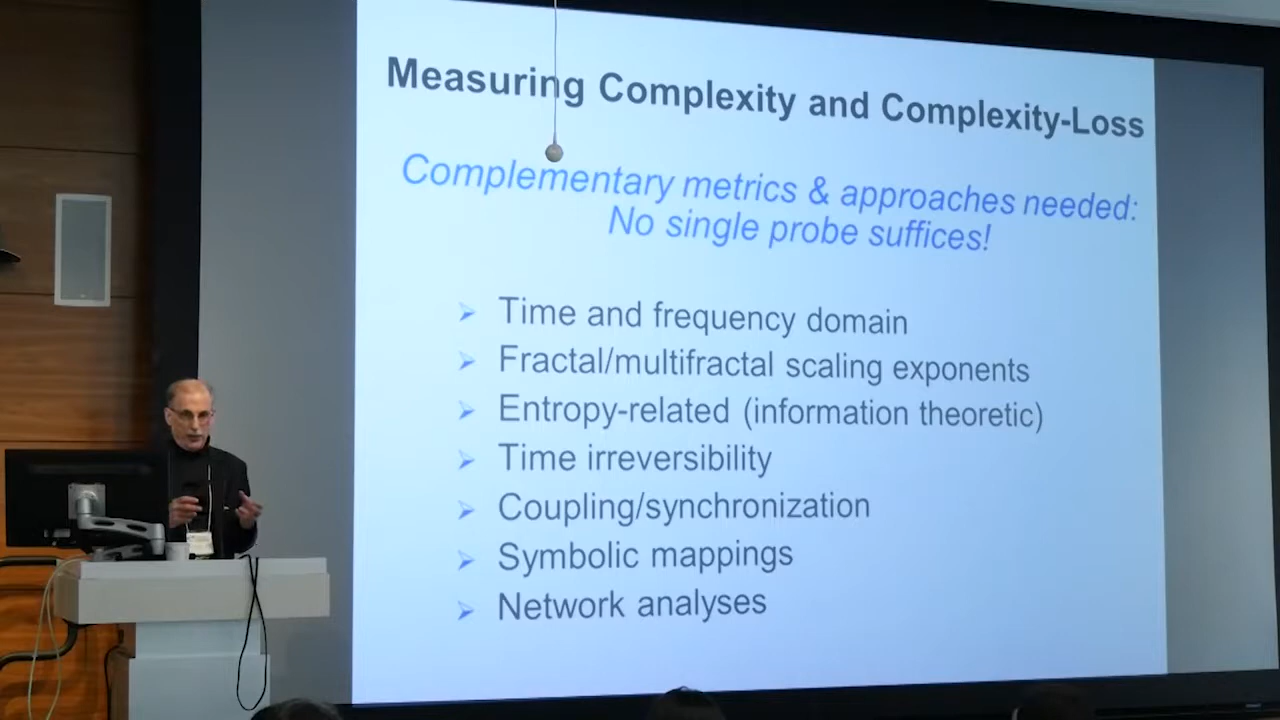 Measuring Complexity and Complexity-Loss
Complementary metrics & approaches needed:
No single probe suffices!
Time and frequency domain
Fractal/multifractal scaling exponents
Entropy-related (information theoretic)
Time irreversibility
Coupling/synchronization
Symbolic mappings
Network analyses